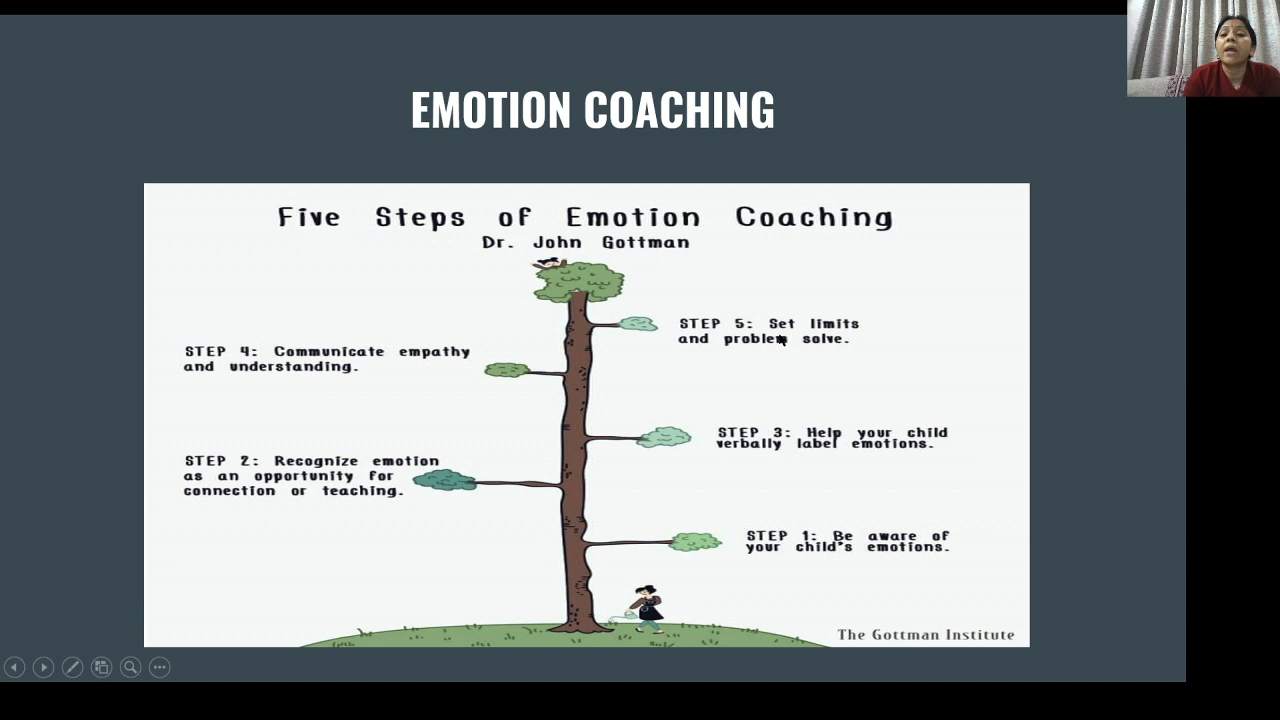 EMOTION COACHING
Five Steps of Emotion Coaching
Dr. John Gottman
STEP 5: Set limits
and problem solve.
STEP 4: Communicate empathy
and understanding.
STEP 3: Help your child
verbally label emotions.
STEP 2: Recognize emotion
as an opportunity for
connection or teaching.
STEP 1: Be aware of
your child's emotions.
The Gottman Institute